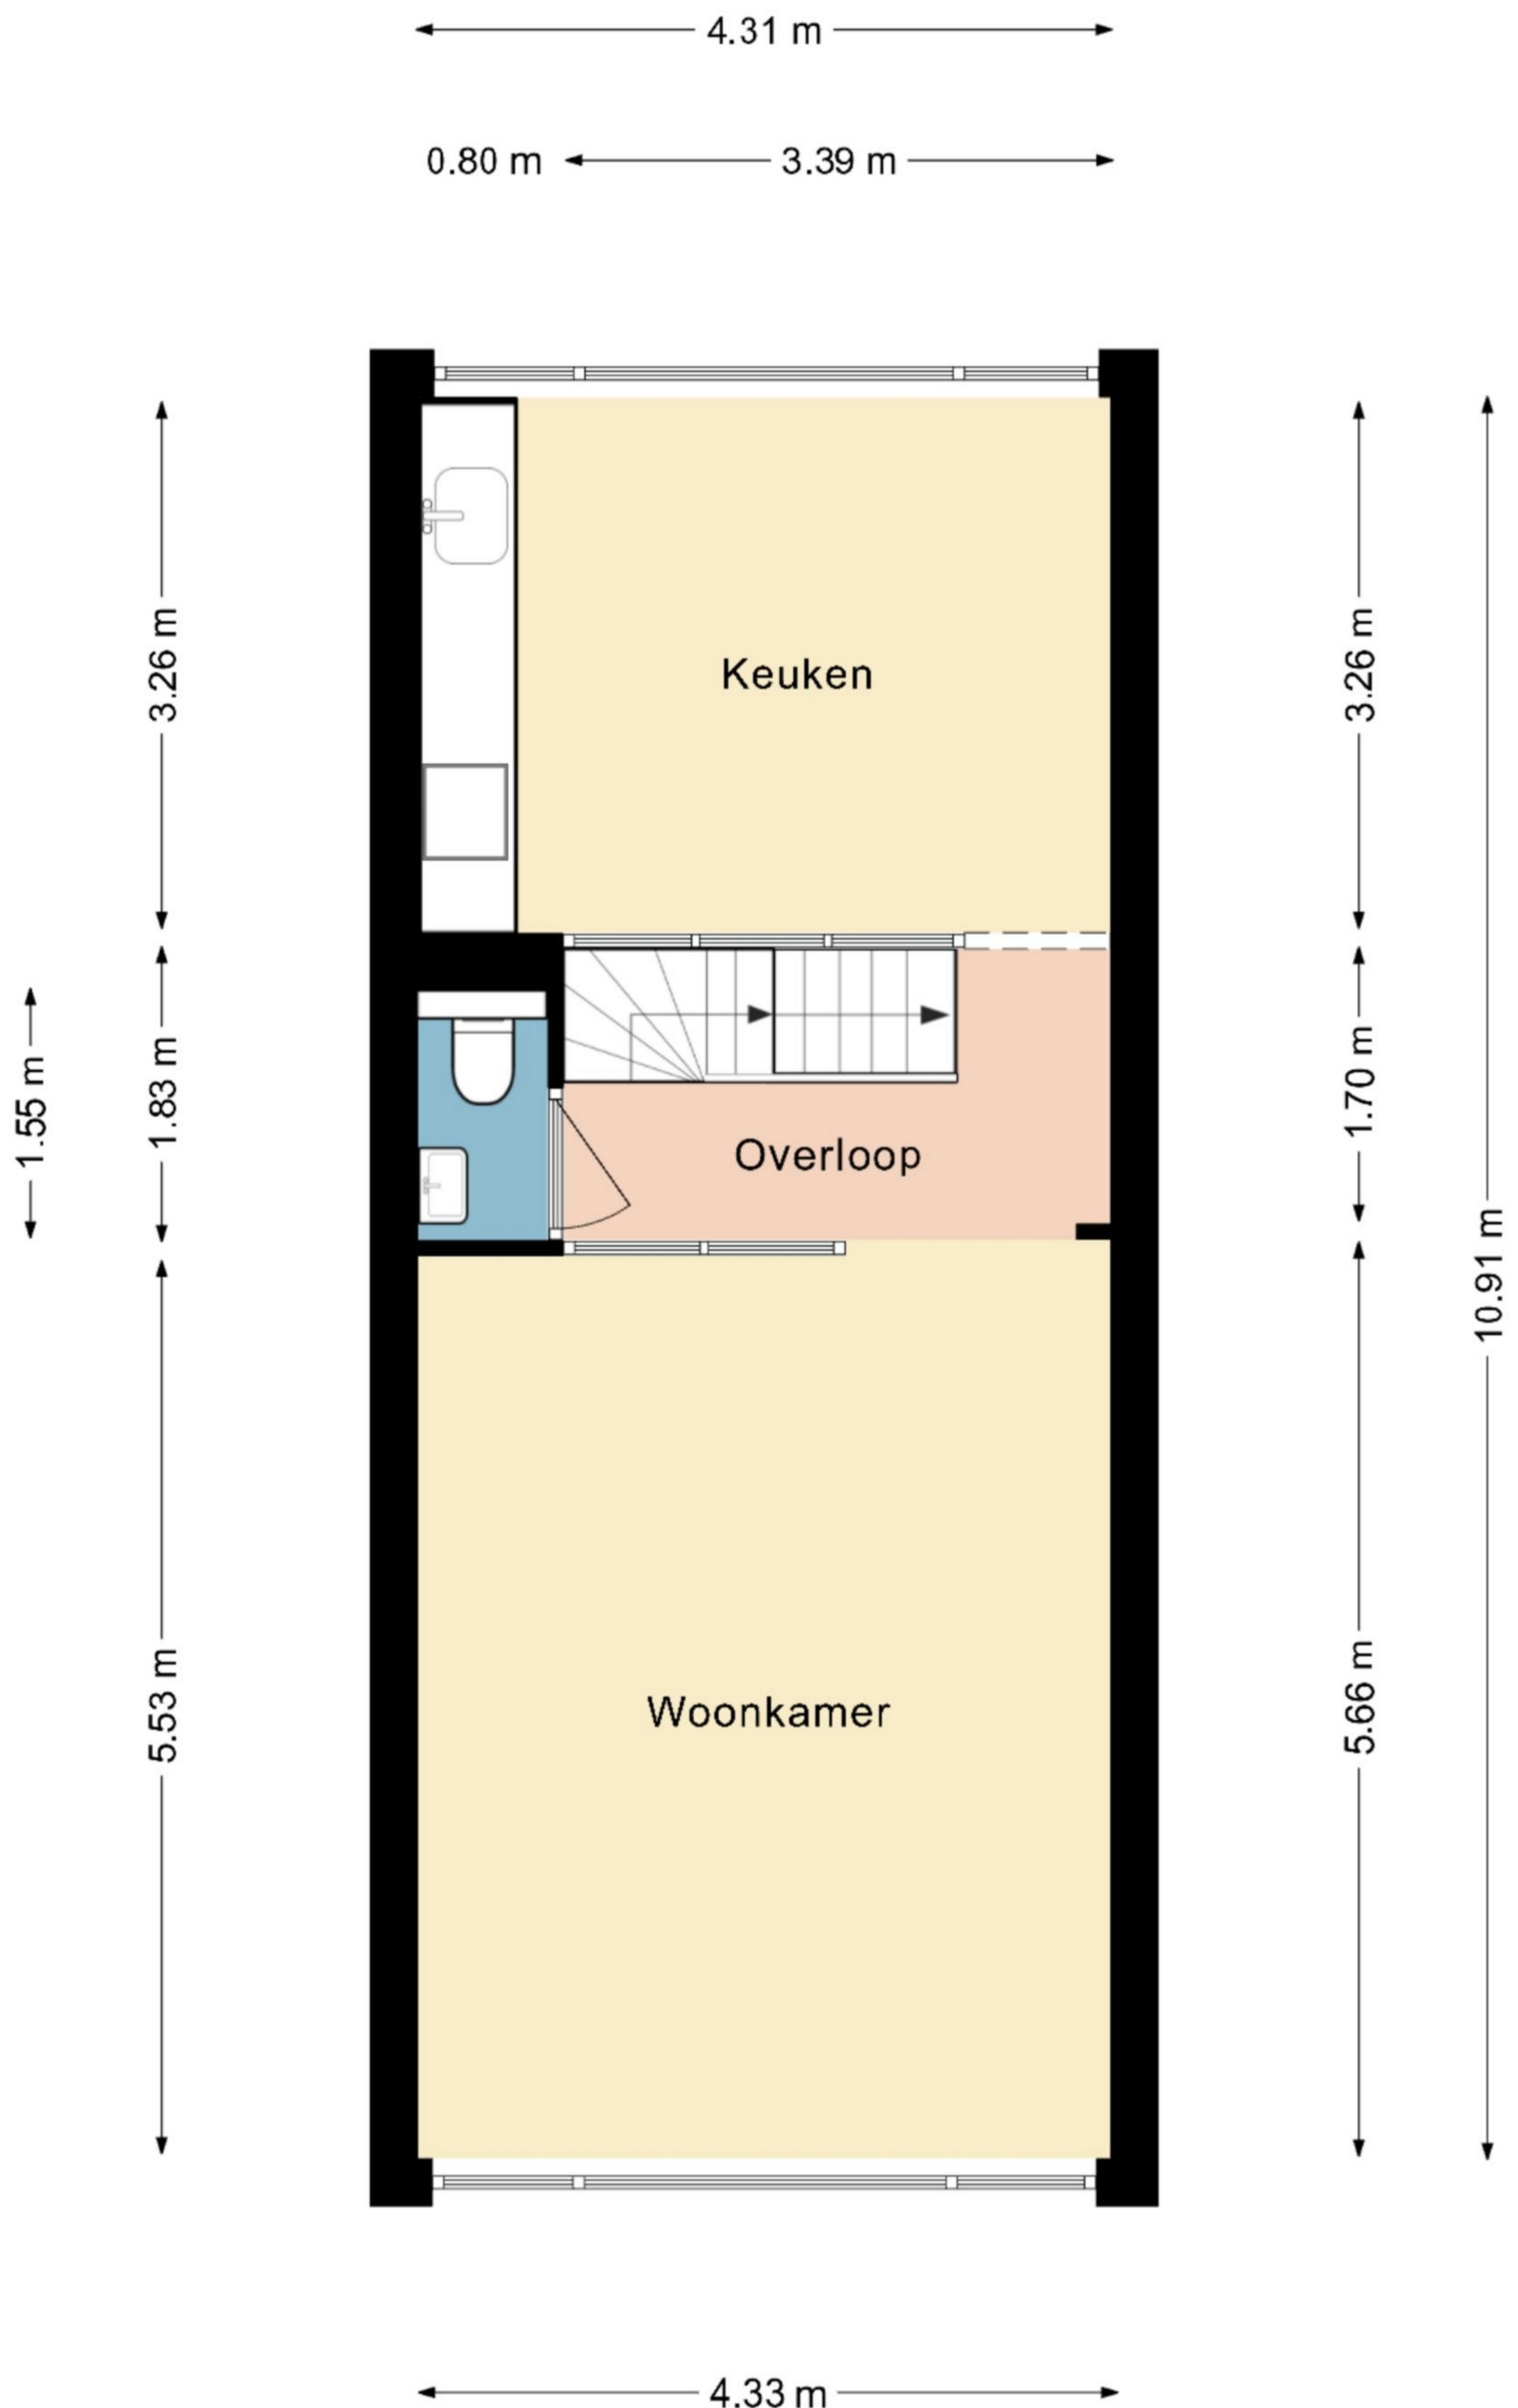 4.31 m
0.80 m
3.39 m
3.26 m
3.26 m
Keuken
1.55 m
1.83 m
1.70 m
Overloop
10.91 m
5.53 m
5.66 m
Woonkamer
4.33 m